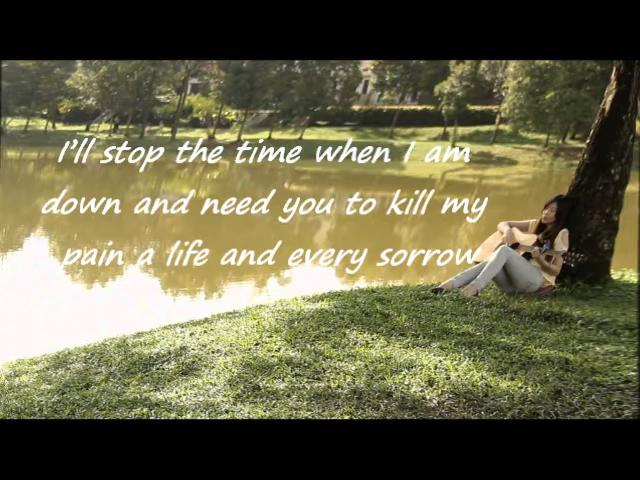 I'll stop the time when I am
down and need you to kill my
pain a life and every sorrow